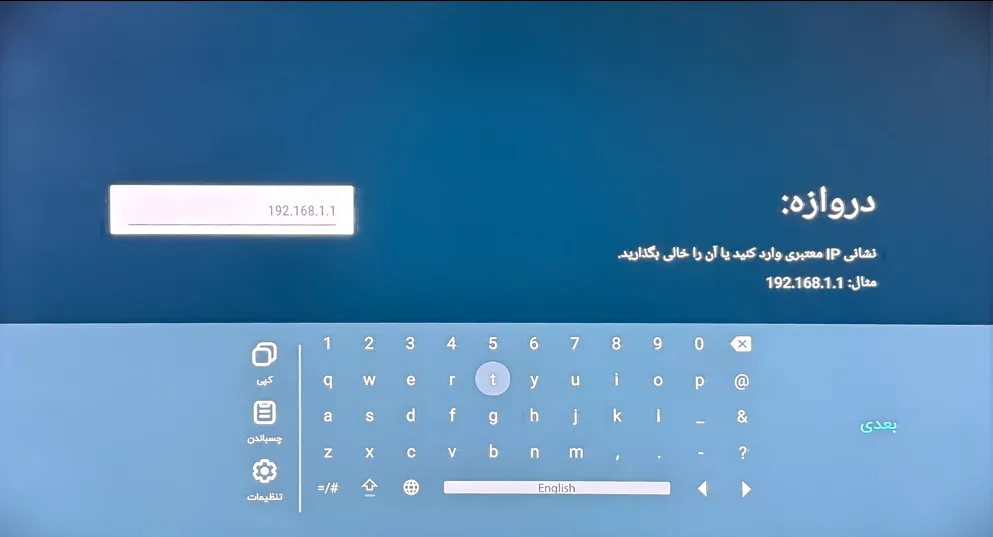 دروازه:
نشانی IP معتبری وارد کنید یا آن را خالی بگذارید.
مثال: 192.168.1.1
192.168.1.1
1 2 3 4 5 6 7 8 9 0
q w e r t y u i o p @
a s d f g h j k l _ &
z x c v b n m , . - ?
=/# English
کپی
چسباندن
تنظیمات
بعدی